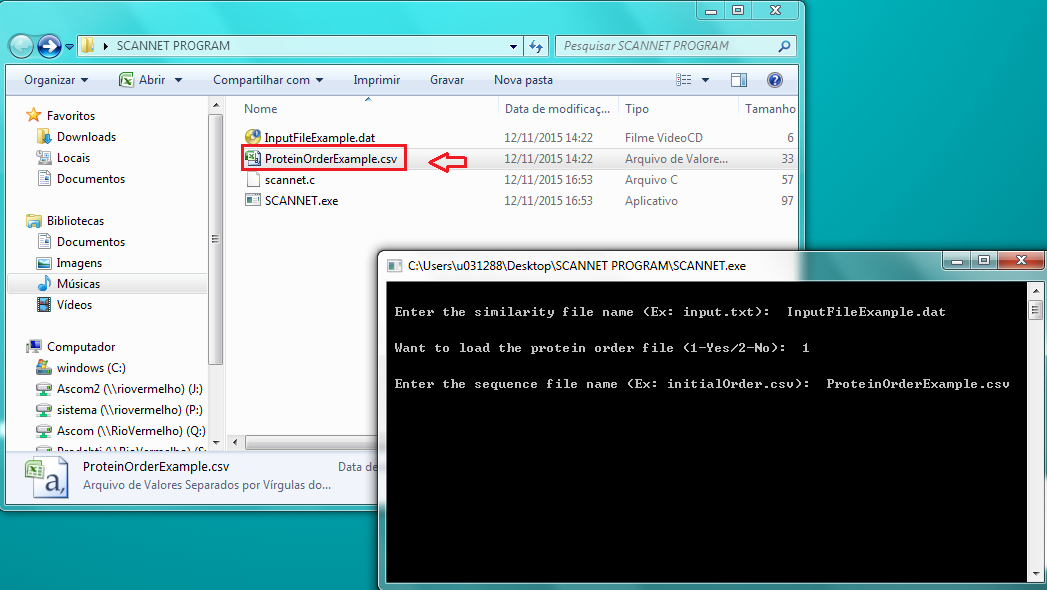 SCANNET PROGRAM
Pesquisar SCANNET PROGRAM
Organizar Abrir Compartilhar com Imprimir Gravar Nova pasta
Nome Data de modificaç... Tipo Tamanho
Favoritos
Downloads
Locais
Documentos
Bibliotecas
Documentos
Imagens
Músicas
Vídeos
Computador
windows (C:)
Ascom2 (\\riovermelho) (J:)
sistema (\\riovermelho) (P:)
Ascom (\\RioVermelho) (Q:)
InputFileExample.dat 12/11/2015 14:22 Filme VideoCD 6
ProteinOrderExample.csv 12/11/2015 14:22 Arquivo de Valore... 33
scannet.c 12/11/2015 16:53 Arquivo C 57
SCANNET.exe 12/11/2015 16:53 Aplicativo 97
ProteinOrderExample.csv Data de
Arquivo de Valores Separados por Vírgulas do...
C:\Users\u031288\Desktop\SCANNET PROGRAM\SCANNET.exe
Enter the similarity file name (Ex: input.txt): InputFileExample.dat
Want to load the protein order file (1-Yes/2-No): 1
Enter the sequence file name (Ex: initialOrder.csv): ProteinOrderExample.csv